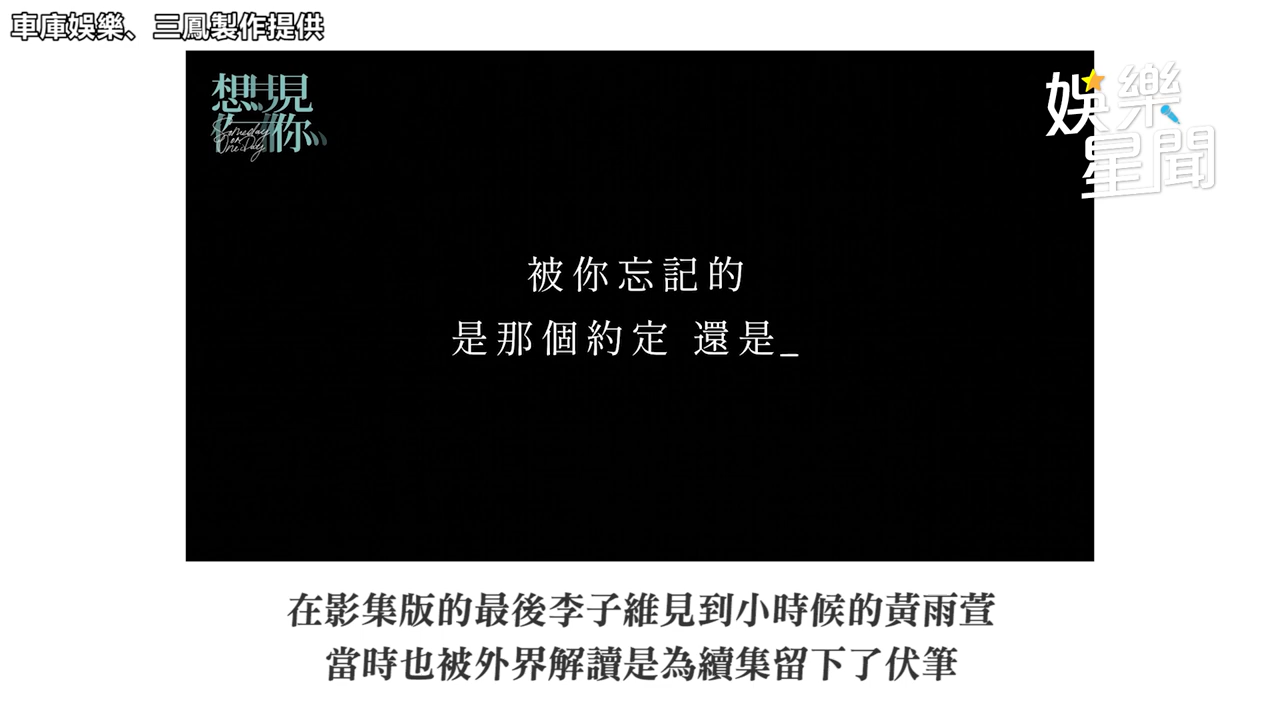 車庫娛樂、三鳳製作提供
想見
你
Someday
or
One Day
娛樂
星聞
被你忘記的
是那個約定 還是_
在影集版的最後李子維見到小時候的黃雨萱
當時也被外界解讀是為續集留下了伏筆